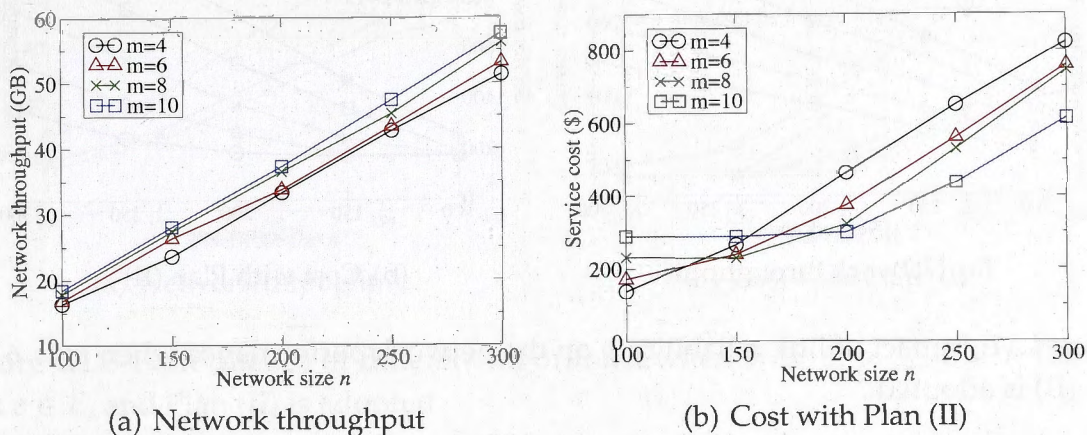 60
50
40
30
20
10
100
150
200
250
300
Network throughput (GB)
Network size n
m=4
m=6
m=8
m=10
(a) Network throughput
800
600
400
200
0
100
150
200
250
300
Service cost ($)
Network size n
m=4
m=6
m=8
m=10
(b) Cost with Plan (II)